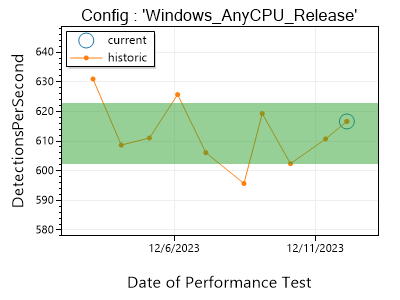 Config : 'Windows_AnyCPU_Release'
current
historic
DetectionsPerSecond
640
630
620
610
600
590
580
12/6/2023
12/11/2023
Date of Performance Test